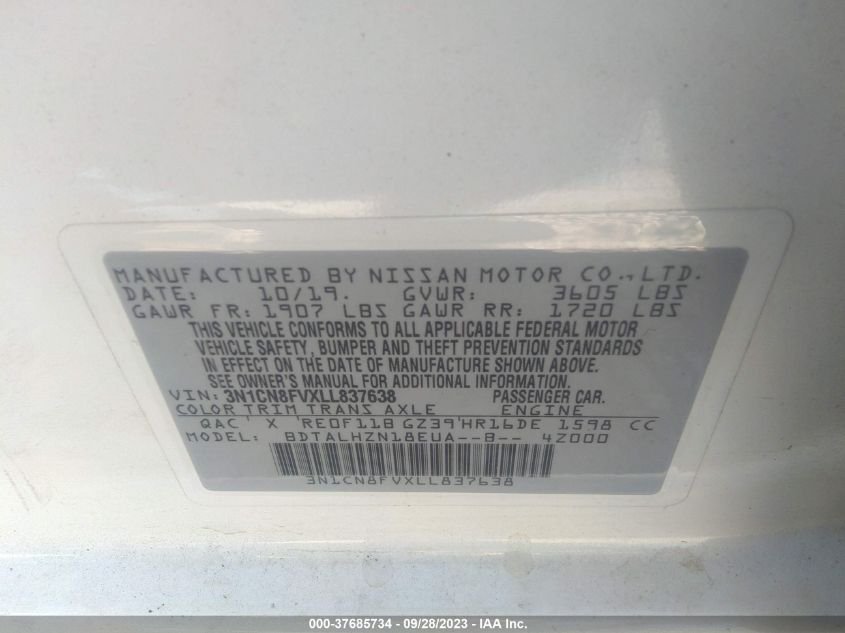 MANUFACTURED BY NISSAN MOTOR CO., LTD.
DATE: 10/19. GVWR: 3605 LBS
GAWR FR: 1907 LBS GAWR RR: 1720 LBS
THIS VEHICLE CONFORMS TO ALL APPLICABLE FEDERAL MOTOR
VEHICLE SAFETY, BUMPER AND THEFT PREVENTION STANDARDS
IN EFFECT ON THE DATE OF MANUFACTURE SHOWN ABOVE.
SEE OWNER'S MANUAL FOR ADDITIONAL INFORMATION.
VIN: 3N1CN8FVXLL837638 PASSENGER CAR.
COLOR TRIM TRANS AXLE ENGINE
QAC ' X 'RE0F11B GZ39'HR16DE 1598 CC
MODEL: BDTALHZN18EUA--B-- 4Z000
3N1CN8FVXLL837638
000-37685734 - 09/28/2023 - IAA Inc.